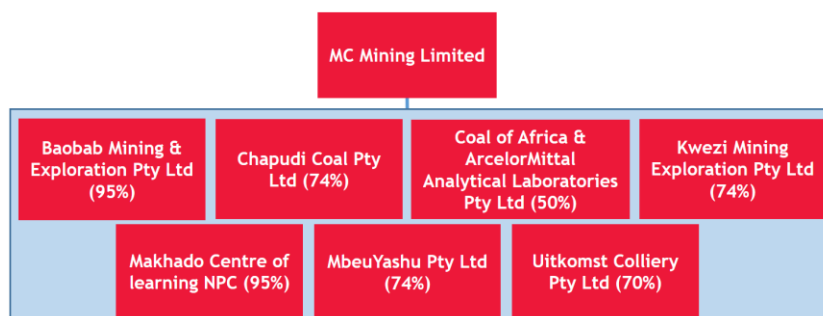 MC Mining Limited
Baobab Mining &
Exploration Pty Ltd
(95%)
Chapudi Coal Pty
Ltd (74%)
Coal of Africa &
ArcelorMittal
Analytical Laboratories
Pty Ltd (50%)
Kwezi Mining
Exploration Pty Ltd
(74%)
Makhado Centre of
learning NPC (95%)
MbeuYashu Pty Ltd
(74%)
Uitkomst Colliery
Pty Ltd (70%)